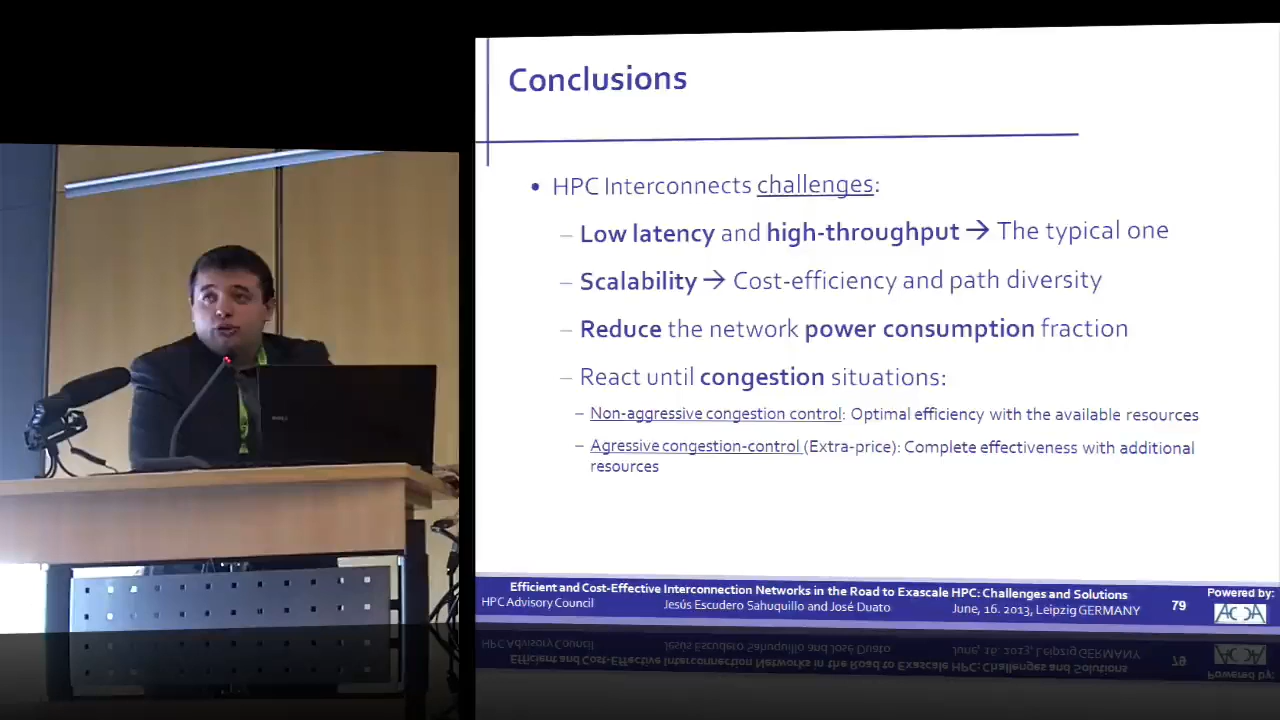 Conclusions
• HPC Interconnects challenges:
– Low latency and high-throughput → The typical one
– Scalability → Cost-efficiency and path diversity
– Reduce the network power consumption fraction
– React until congestion situations:
– Non-aggressive congestion control: Optimal efficiency with the available resources
– Agressive congestion-control (Extra-price): Complete effectiveness with additional
resources
Efficient and Cost-Effective Interconnection Networks in the Road to Exascale HPC: Challenges and Solutions
HPC Advisory Council Jesús Escudero Sahuquillo and José Duato June, 16. 2013, Leipzig GERMANY 79
Powered by: